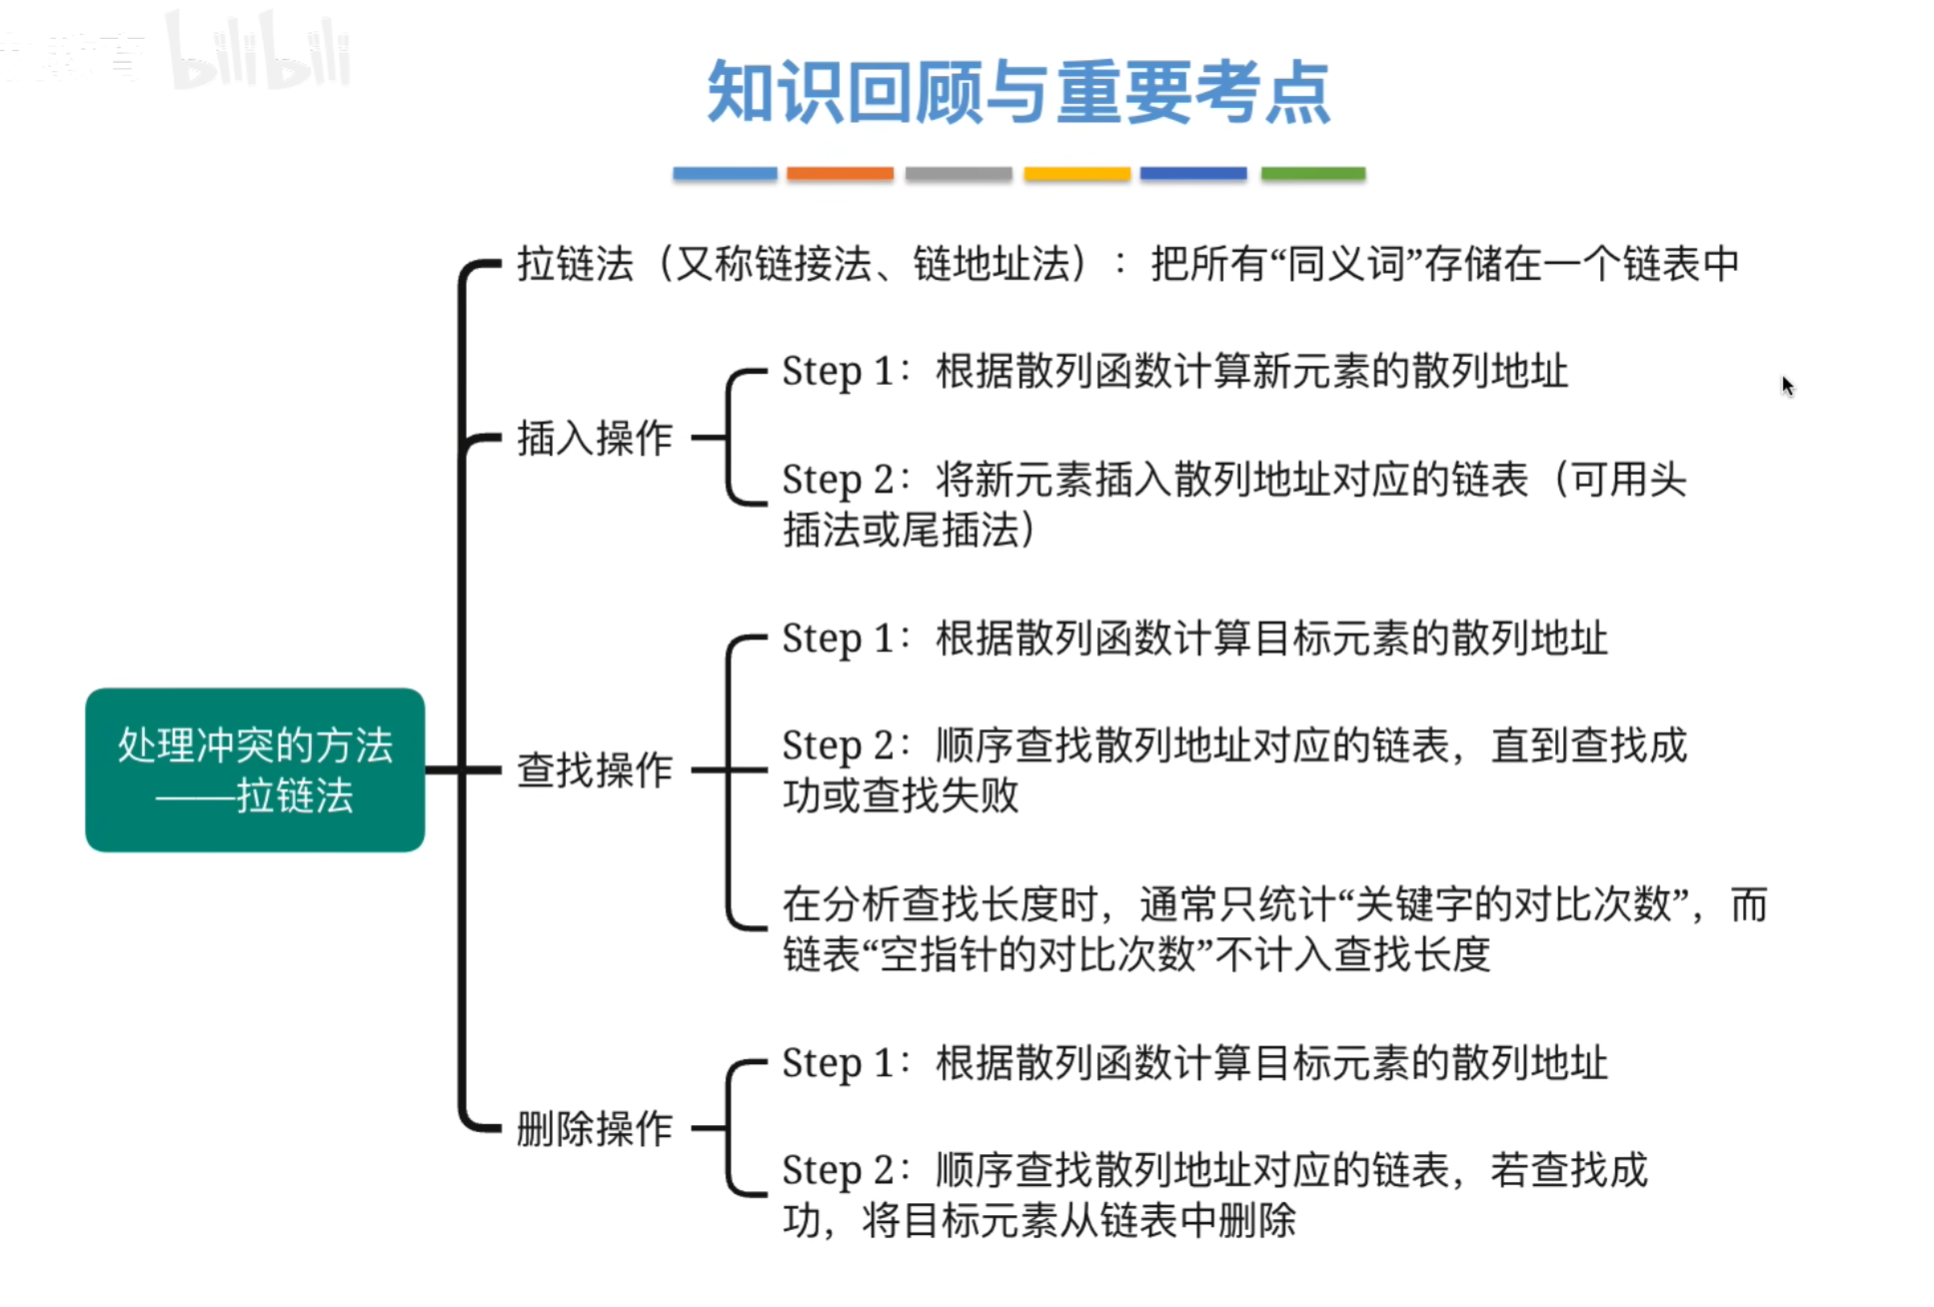 教育 bilibili
知识回顾与重要考点
拉链法（又称链接法、链地址法）：把所有“同义词”存储在一个链表中
插入操作
Step 1：根据散列函数计算新元素的散列地址
Step 2：将新元素插入散列地址对应的链表（可用头
插法或尾插法）
处理冲突的方法
——拉链法
查找操作
Step 1：根据散列函数计算目标元素的散列地址
Step 2：顺序查找散列地址对应的链表，直到查找成
功或查找失败
在分析查找长度时，通常只统计“关键字的对比次数”，而
链表“空指针的对比次数”不计入查找长度
删除操作
Step 1：根据散列函数计算目标元素的散列地址
Step 2：顺序查找散列地址对应的链表，若查找成
功，将目标元素从链表中删除